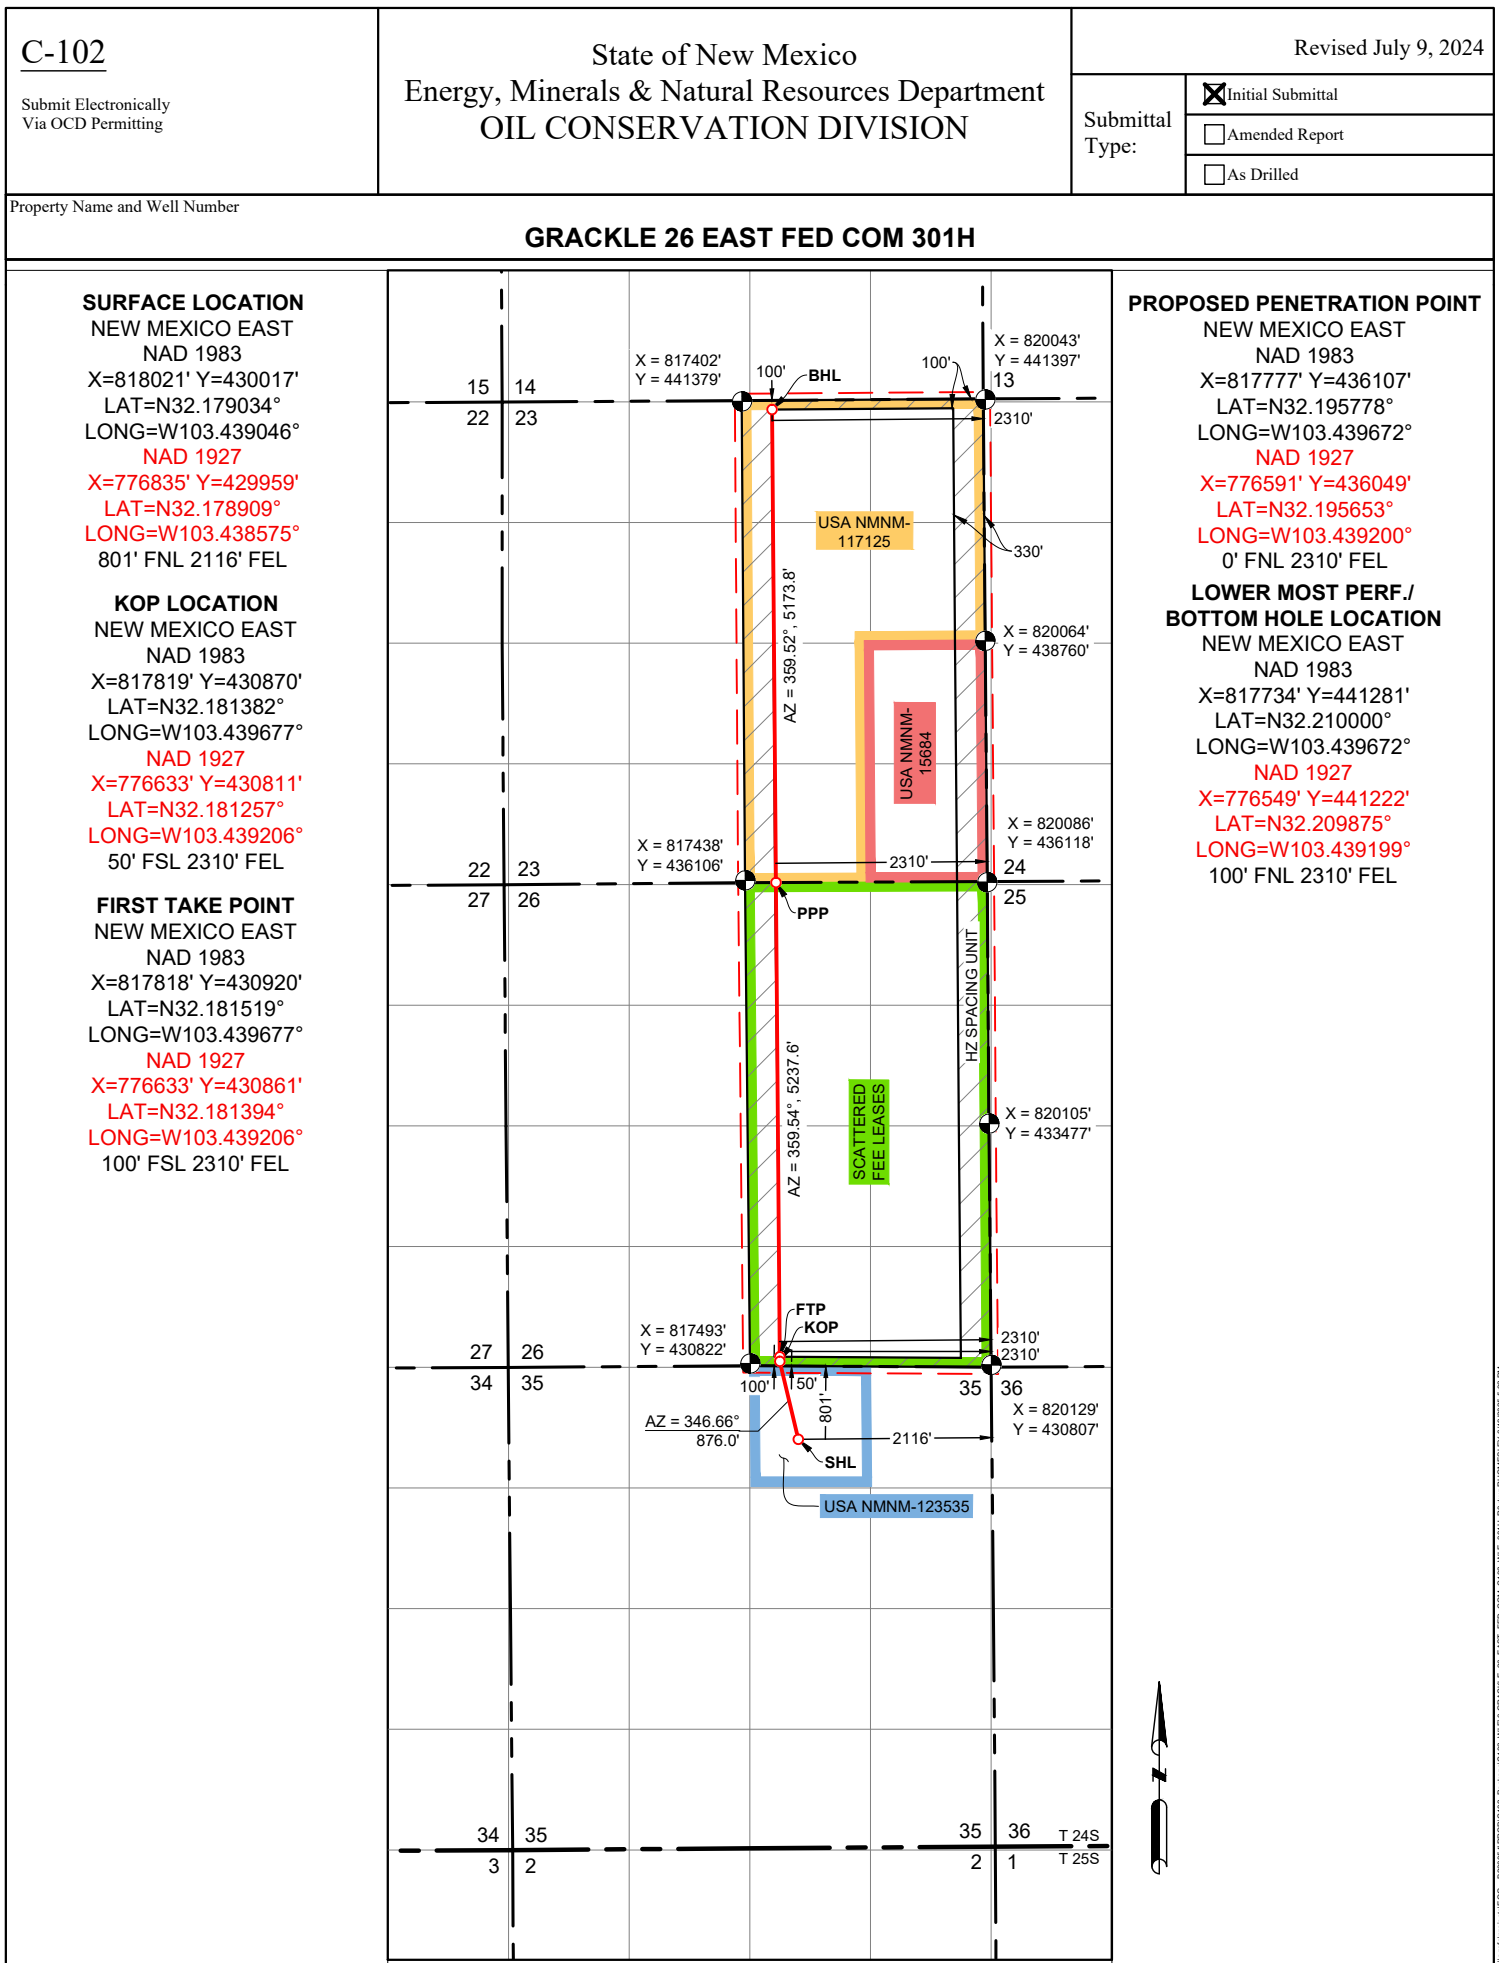 C-102
Submit Electronically
Via OCD Permitting
State of New Mexico
Energy, Minerals & Natural Resources Department
OIL CONSERVATION DIVISION
Revised July 9, 2024
Submittal
Type:
Initial Submittal
Amended Report
As Drilled
Property Name and Well Number
GRACKLE 26 EAST FED COM 301H
SURFACE LOCATION
NEW MEXICO EAST
NAD 1983
X=818021' Y=430017'
LAT=N32.179034°
LONG=W103.439046°
NAD 1927
X=776835' Y=429959'
LAT=N32.178909°
LONG=W103.438575°
801' FNL 2116' FEL
KOP LOCATION
NEW MEXICO EAST
NAD 1983
X=817819' Y=430870'
LAT=N32.181382°
LONG=W103.439677°
NAD 1927
X=776633' Y=430811'
LAT=N32.181257°
LONG=W103.439206°
50' FSL 2310' FEL
FIRST TAKE POINT
NEW MEXICO EAST
NAD 1983
X=817818' Y=430920'
LAT=N32.181519°
LONG=W103.439677°
NAD 1927
X=776633' Y=430861'
LAT=N32.181394°
LONG=W103.439206°
100' FSL 2310' FEL
X = 817402'
Y = 441379'
100'
BHL
100'
X = 820043'
Y = 441397'
15 14
13
22 23
2310'
USA NMNM-
117125
330'
AZ = 359.52°, 5173.8'
X = 820064'
Y = 438760'
USA NMNM-
15684
X = 817438'
Y = 436106'
X = 820086'
Y = 436118'
2310'
22 23
24
27 26
25
PPP
HZ SPACING UNIT
AZ = 359.54°, 5237.6'
SCATTERED
FEE LEASES
X = 820105'
Y = 433477'
FTP
KOP
X = 817493'
Y = 430822'
2310'
2310'
27 26
34 35
35 36
100'
50'
801'
X = 820129'
Y = 430807'
AZ = 346.66°
876.0'
2116'
SHL
USA NMNM-123535
34 35
35 36
T 24S
3 2
2 1
T 25S
N
PROPOSED PENETRATION POINT
NEW MEXICO EAST
NAD 1983
X=817777' Y=436107'
LAT=N32.195778°
LONG=W103.439672°
NAD 1927
X=776591' Y=436049'
LAT=N32.195653°
LONG=W103.439200°
0' FNL 2310' FEL
LOWER MOST PERF./
BOTTOM HOLE LOCATION
NEW MEXICO EAST
NAD 1983
X=817734' Y=441281'
LAT=N32.210000°
LONG=W103.439672°
NAD 1927
X=776549' Y=441222'
LAT=N32.209875°
LONG=W103.439199°
100' FNL 2310' FEL